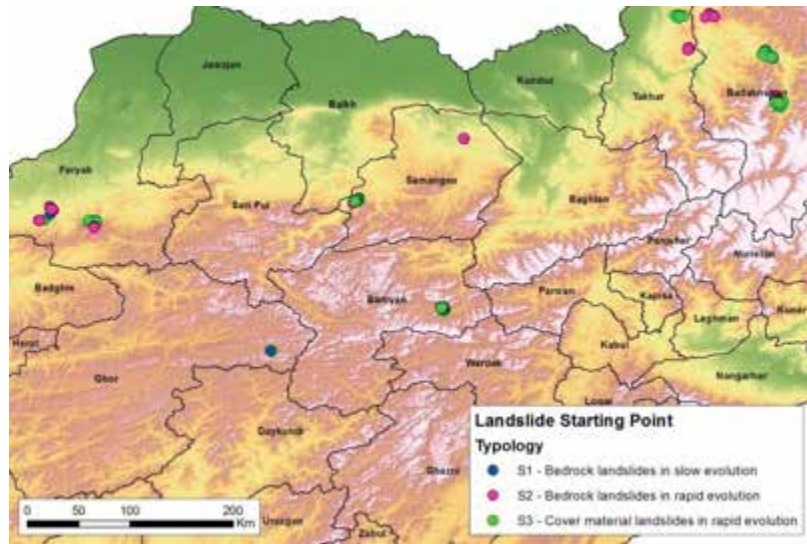 Jawzjan
Balkh
Kunduz
Takhar
Badakhshan
Faryab
Samangan
Sari Pul
Baghlan
Panjsher
Nuristan
Badghis
Bamyan
Parwan
Kapisa
Laghman
Kunar
Herat
Kabul
Ghor
Wardak
Nangarhar
Logar
Daykundi
Ghazni
Uruzgan
Zabul
Landslide Starting Point
Typology
S1 - Bedrock landslides in slow evolution
S2 - Bedrock landslides in rapid evolution
S3 - Cover material landslides in rapid evolution
0 50 100 200
Km